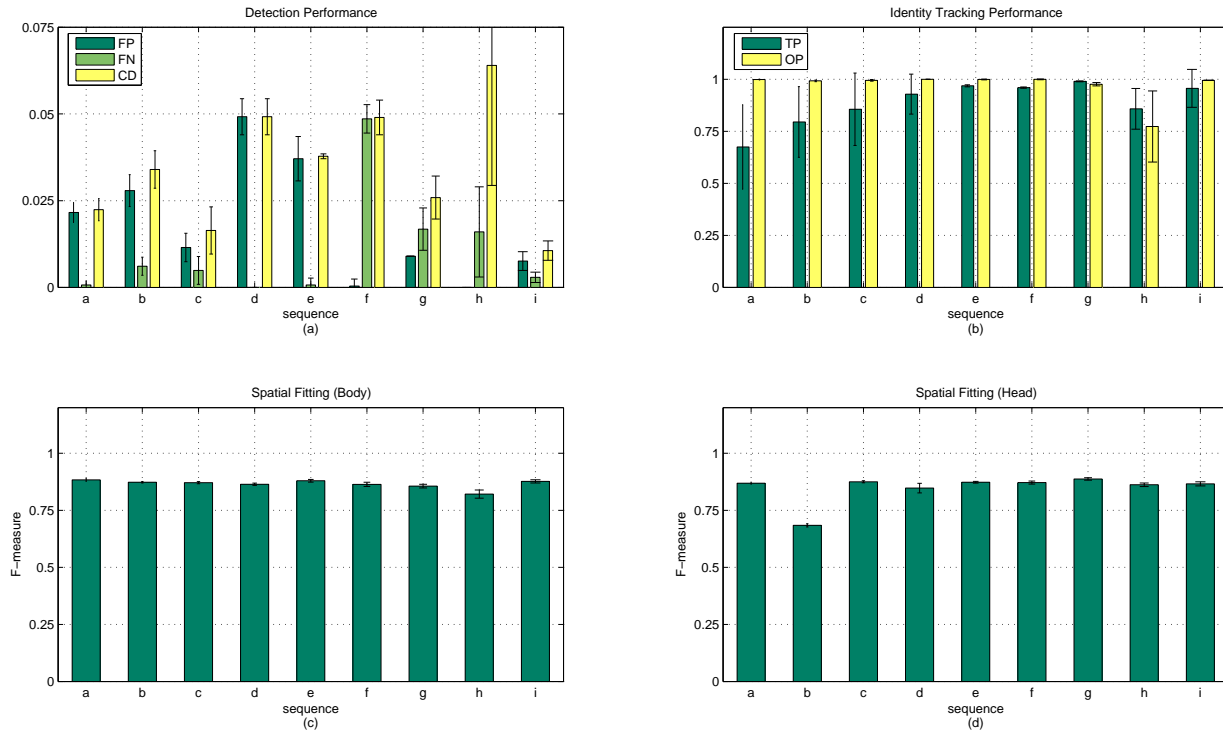 Detection Performance
0.075
0.05
0.025
0
FP
FN
CD
a b c d e f g h i
sequence
(a)
Identity Tracking Performance
1
0.75
0.5
0.25
0
TP
OP
a b c d e f g h i
sequence
(b)
Spatial Fitting (Body)
F−measure
1
0.75
0.5
0.25
0
a b c d e f g h i
sequence
(c)
Spatial Fitting (Head)
F−measure
1
0.75
0.5
0.25
0
a b c d e f g h i
sequence
(d)